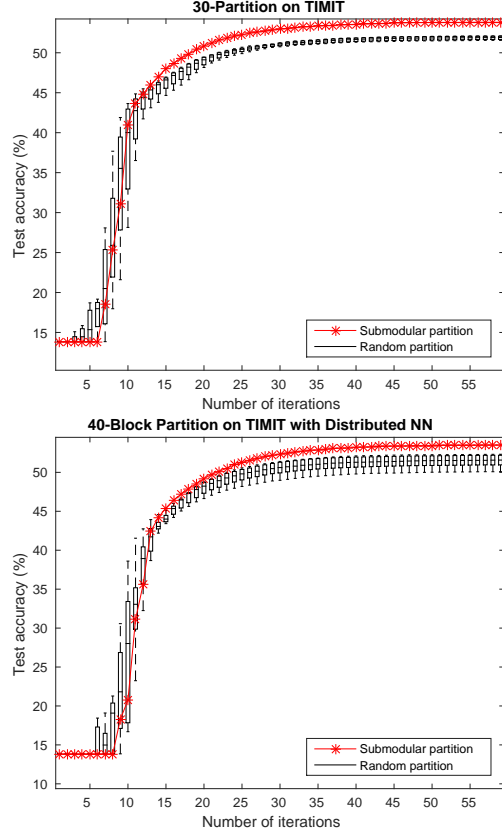 30-Partition on TIMIT
50
45
40
35
30
25
20
15
Test accuracy (%)
Submodular partition
Random partition
5 10 15 20 25 30 35 40 45 50 55
Number of iterations
40-Block Partition on TIMIT with Distributed NN
50
45
40
35
30
25
20
15
10
Test accuracy (%)
Submodular partition
Random partition
5 10 15 20 25 30 35 40 45 50 55
Number of iterations